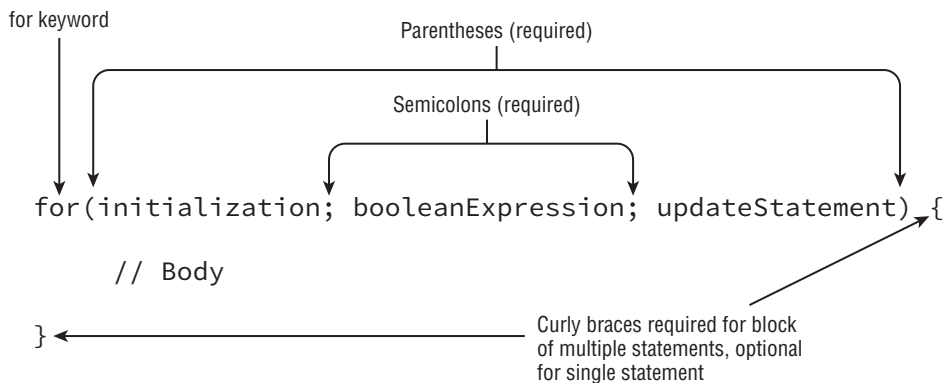 for keyword
Parentheses (required)
Semicolons (required)
for(initialization; booleanExpression; updateStatement) {
// Body
}
Curly braces required for block
of multiple statements, optional
for single statement